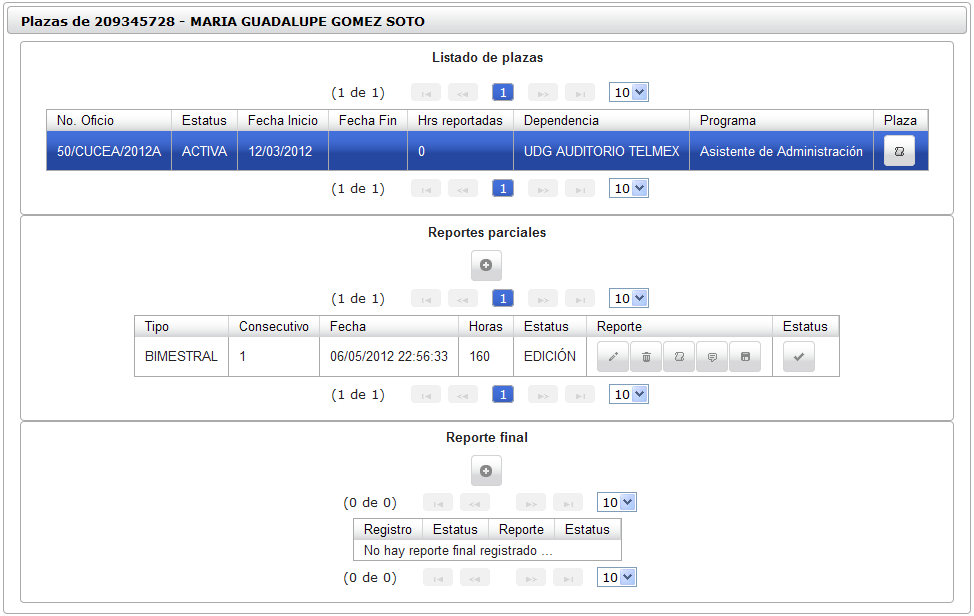 Plazas de 209345728 - MARIA GUADALUPE GOMEZ SOTO
Listado de plazas
(1 de 1) 1 10
No. Oficio Estatus Fecha Inicio Fecha Fin Hrs reportadas Dependencia Programa Plaza
50/CUCEA/2012A ACTIVA 12/03/2012 0 UDG AUDITORIO TELMEX Asistente de Administración
(1 de 1) 1 10
Reportes parciales
(1 de 1) 1 10
Tipo Consecutivo Fecha Horas Estatus Reporte Estatus
BIMESTRAL 1 06/05/2012 22:56:33 160 EDICIÓN
(1 de 1) 1 10
Reporte final
(0 de 0) 10
Registro Estatus Reporte Estatus
No hay reporte final registrado ...
(0 de 0) 10